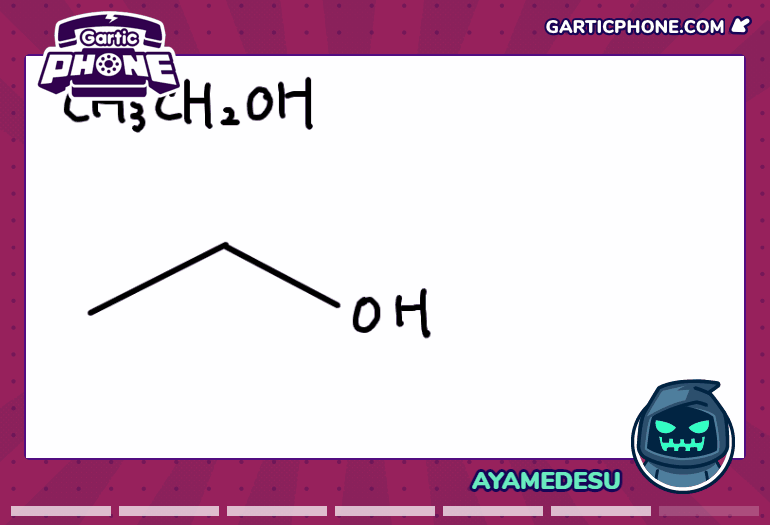 Gartic
PHONE
GARTICPHONE.COM
CH₃CH₂OH
OH
AYAMEDESU